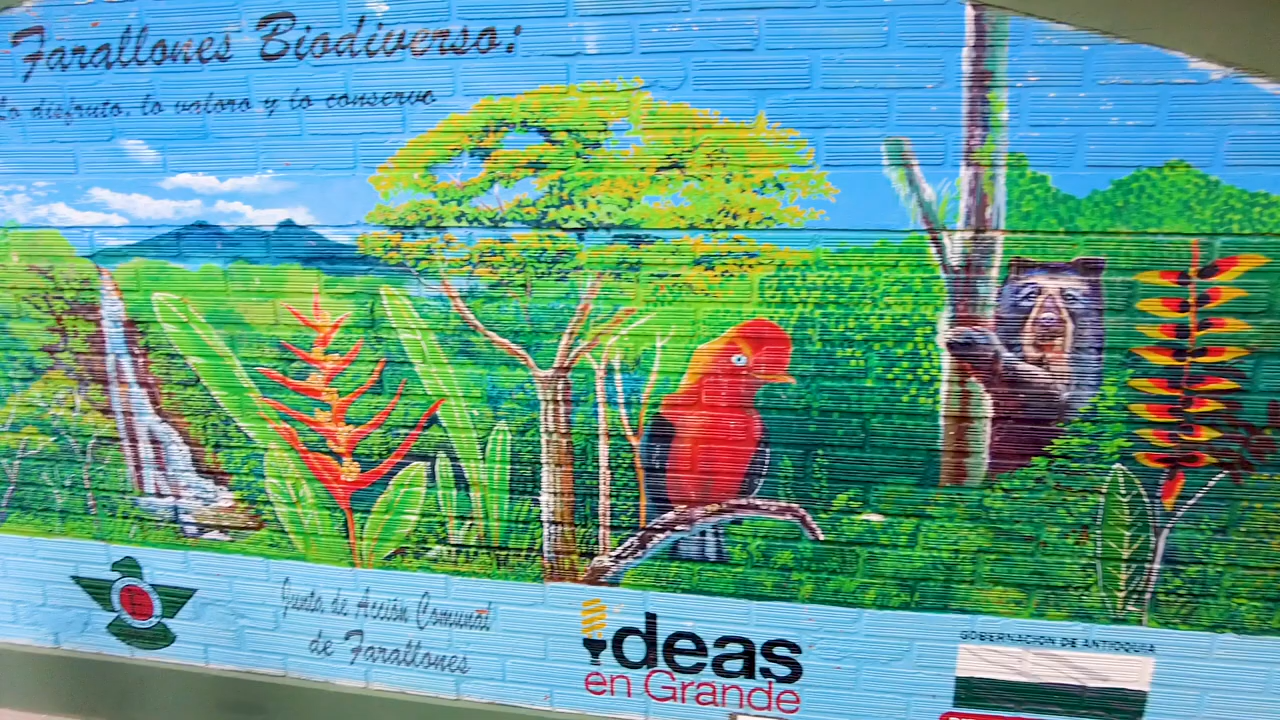 Farallones Biodiverso:
Lo disfruto, lo valoro y lo conservo
Junta de Acción Comunal
de Farallones
ideas
en Grande
GOBERNACIÓN DE ANTIOQUIA